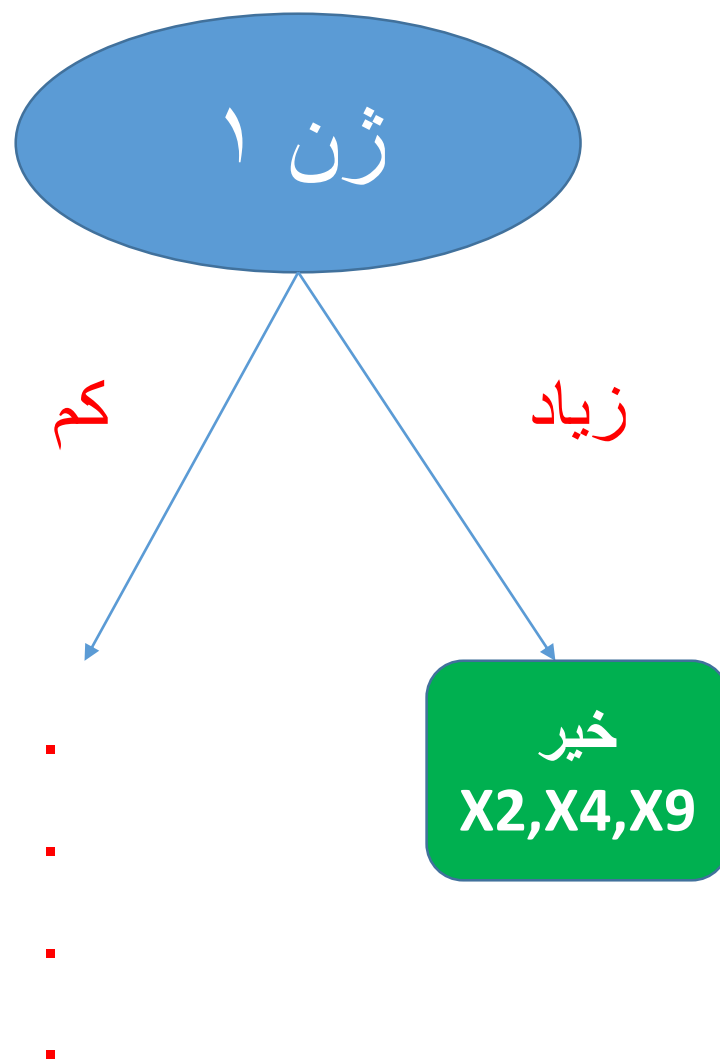 ژن ۱
زیاد
کم
خیر
X2,X4,X9
.
.
.
.